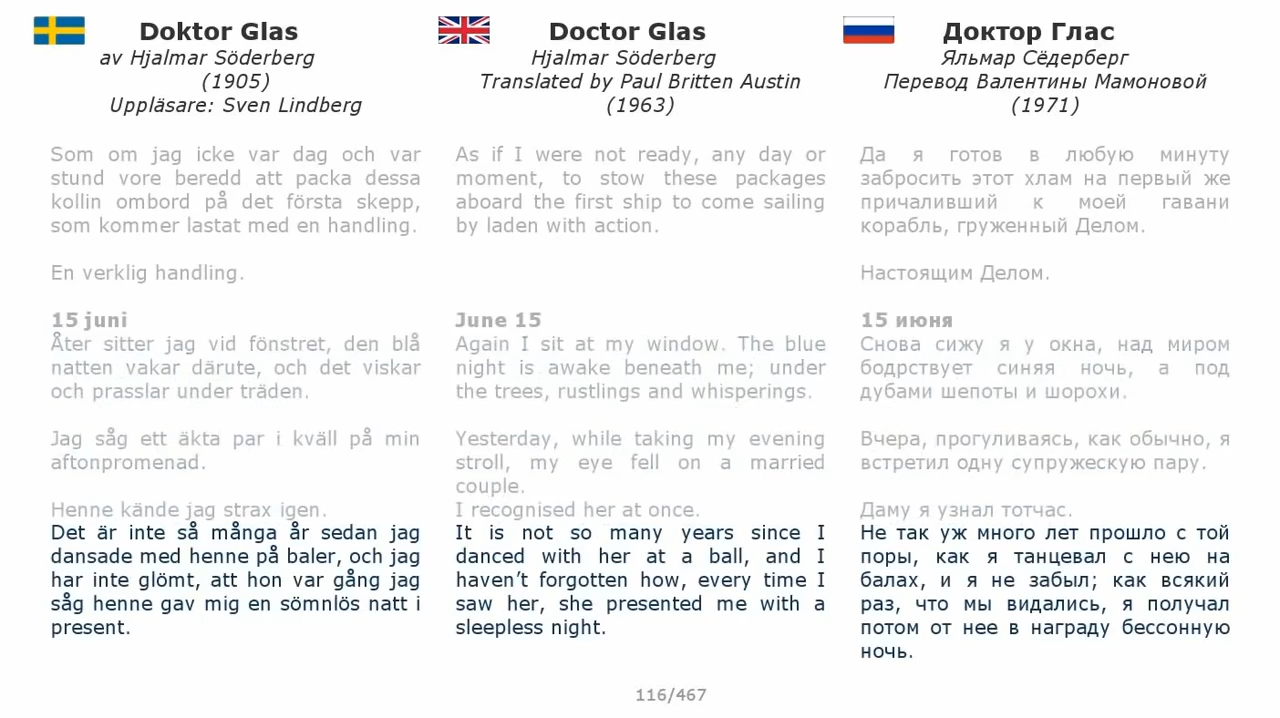 Doktor Glas
av Hjalmar Söderberg
(1905)
Uppläsare: Sven Lindberg
Som om jag icke var dag och var
stund vore beredd att packa dessa
kollin ombord på det första skepp,
som kommer lastat med en handling.
En verklig handling.
15 juni
Åter sitter jag vid fönstret, den blå
natten vakar därute, och det viskar
och prasslar under träden.
Jag såg ett äkta par i kväll på min
aftonpromenad.
Henne kände jag strax igen.
Det är inte så många år sedan jag
dansade med henne på baler, och jag
har inte glömt, att hon var gång jag
såg henne gav mig en sömnlös natt i
present.
Doctor Glas
Hjalmar Söderberg
Translated by Paul Britten Austin
(1963)
As if I were not ready, any day or
moment, to stow these packages
aboard the first ship to come sailing
by laden with action.
June 15
Again I sit at my window. The blue
night is awake beneath me; under
the trees, rustlings and whisperings.
Yesterday, while taking my evening
stroll, my eye fell on a married
couple.
I recognised her at once.
It is not so many years since I
danced with her at a ball, and I
haven’t forgotten how, every time I
saw her, she presented me with a
sleepless night.
Доктор Глас
Яльмар Сёдерберг
Перевод Валентины Мамоновой
(1971)
Да я готов в любую минуту
забросить этот хлам на первый же
причаливший к моей гавани
корабль, груженный Делом.
Настоящим Делом.
15 июня
Снова сижу я у окна, над миром
бодрствует синяя ночь, а под
дубами шепоты и шорохи.
Вчера, прогуливаясь, как обычно, я
встретил одну супружескую пару.
Даму я узнал тотчас.
Не так уж много лет прошло с той
поры, как я танцевал с нею на
балах, и я не забыл; как всякий
раз, что мы видались, я получал
потом от нее в награду бессонную
ночь.
116/467